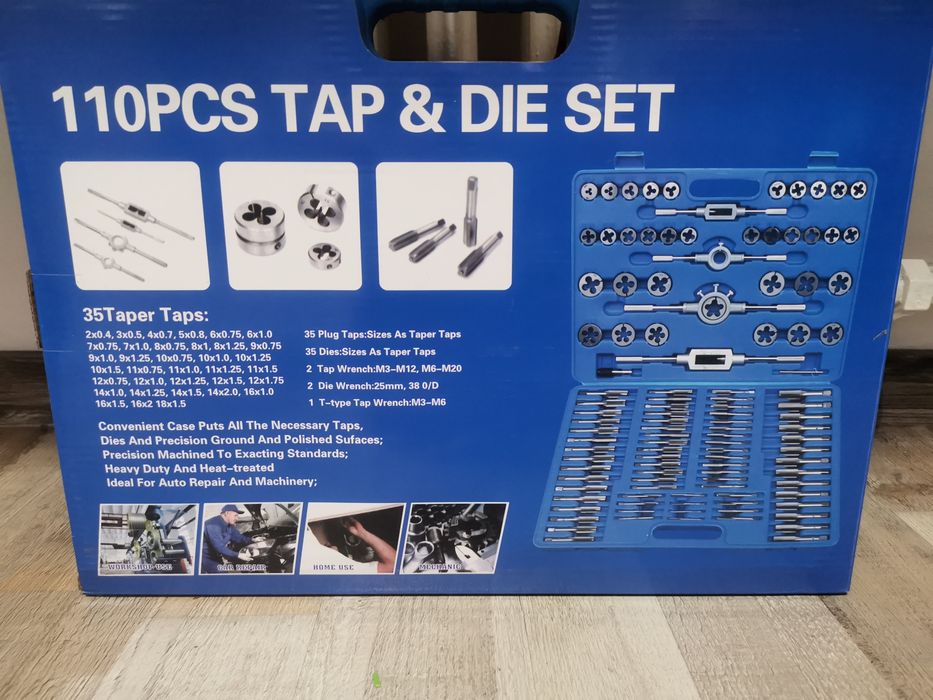 110PCS TAP & DIE SET
35Taper Taps:
2x0.4, 3x0.5, 4x0.7, 5x0.8, 6x0.75, 6x1.0
7x0.75, 7x1.0, 8x0.75, 8x1, 8x1.25, 9x0.75
9x1.0, 9x1.25, 10x0.75, 10x1.0, 10x1.25
10x1.5, 11x0.75, 11x1.0, 11x1.25, 11x1.5
12x0.75, 12x1.0, 12x1.25, 12x1.5, 12x1.75
14x1.0, 14x1.25, 14x1.5, 14x2.0, 16x1.0
16x1.5, 16x2 18x1.5
35 Plug Taps:Sizes As Taper Taps
35 Dies:Sizes As Taper Taps
2 Tap Wrench:M3-M12, M6-M20
2 Die Wrench:25mm, 38 0/D
1 T-type Tap Wrench:M3-M6
Convenient Case Puts All The Necessary Taps,
Dies And Precision Ground And Polished Sufaces;
Precision Machined To Exacting Standards;
Heavy Duty And Heat-treated
Ideal For Auto Repair And Machinery;
WORKSHOP USE
CAR REPAIR
HOME USE
MECHANIC